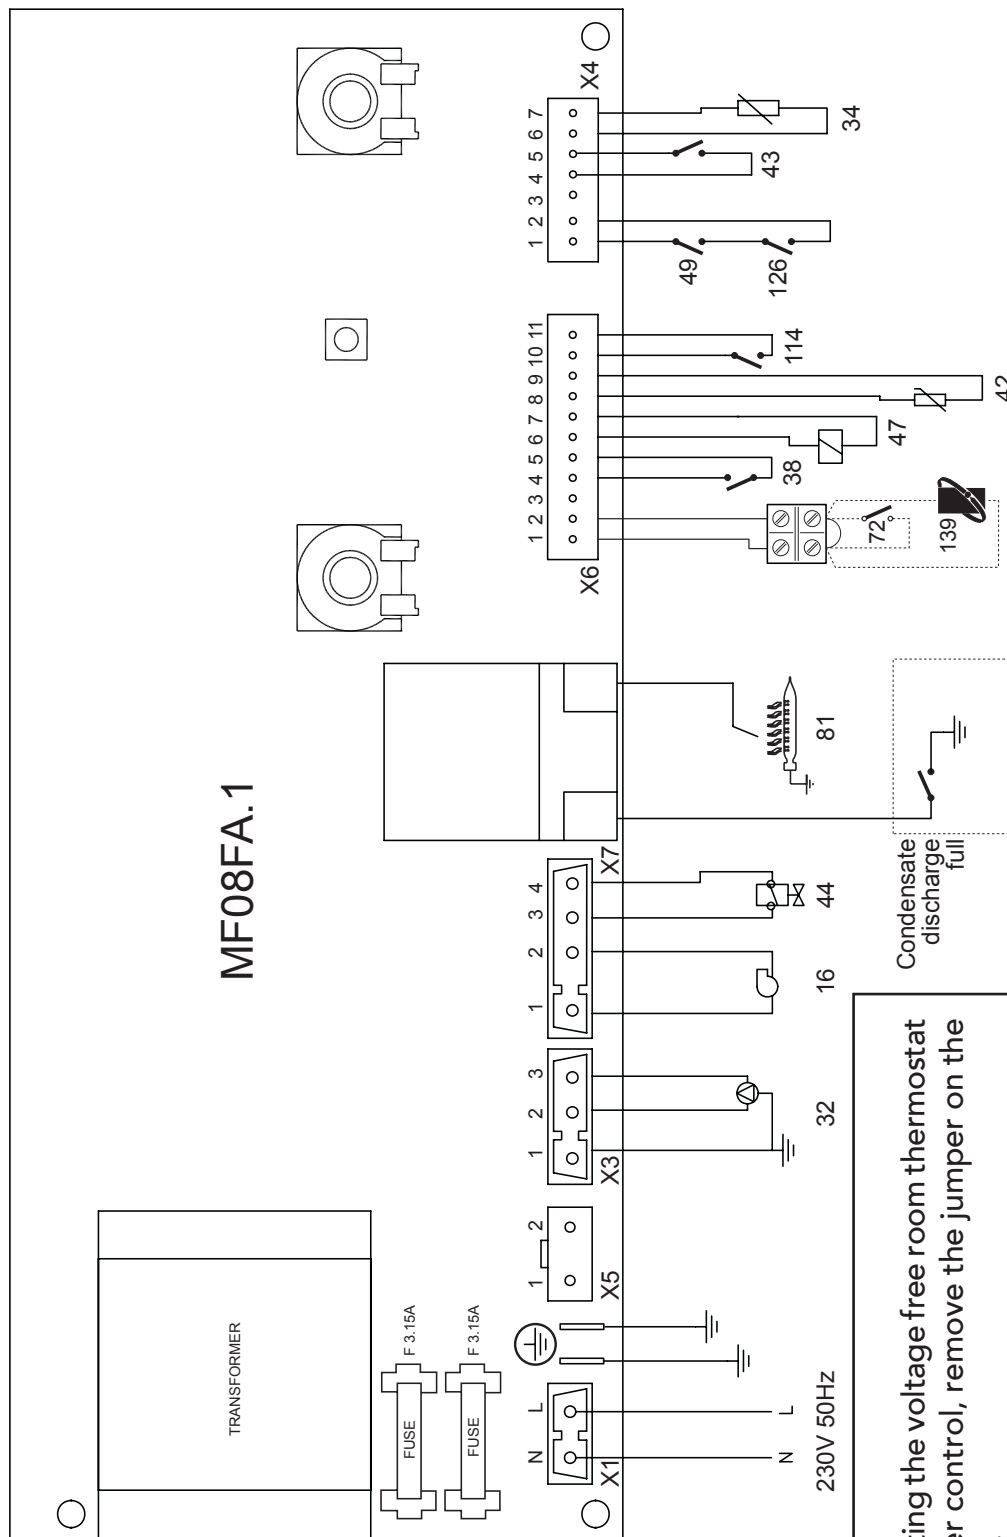 MF08FA.1
TRANSFORMER
FUSE
F 3.15A
FUSE
F 3.15A
N L
X1
1 2
X5
1 2 3
X3
1 2 3 4
X7
1 2 3 4 5 6 7 8 9 10 11
X6
1 2 3 4 5 6 7
X4
N L
230V 50Hz
32
16
44
81
72
139
38
47
42
114
49
126
43
34
Condensate
discharge
full
the voltage free room thermostat
control, remove the jumper on the